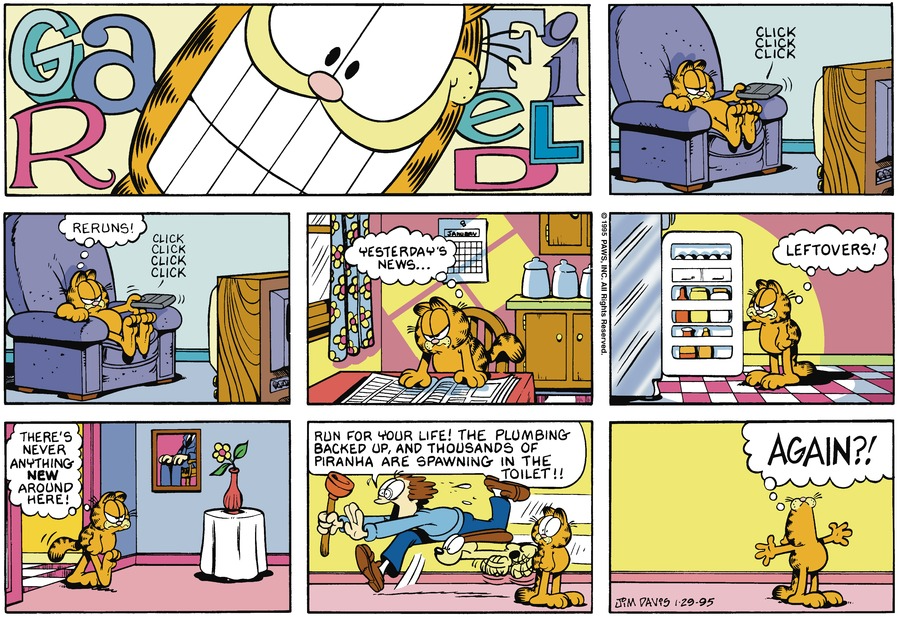 GaRFieLD
CLICK
CLICK
CLICK
RERUNS!
CLICK
CLICK
CLICK
CLICK
YESTERDAY'S
NEWS...
JANUARY
© 1995 PAWS, INC. All Rights Reserved.
LEFTOVERS!
THERE'S
NEVER
ANYTHING
NEW
AROUND
HERE!
RUN FOR YOUR LIFE! THE PLUMBING
BACKED UP, AND THOUSANDS OF
PIRANHA ARE SPAWNING IN THE
TOILET!!
AGAIN?!
JIM DAVIS 1-29-95